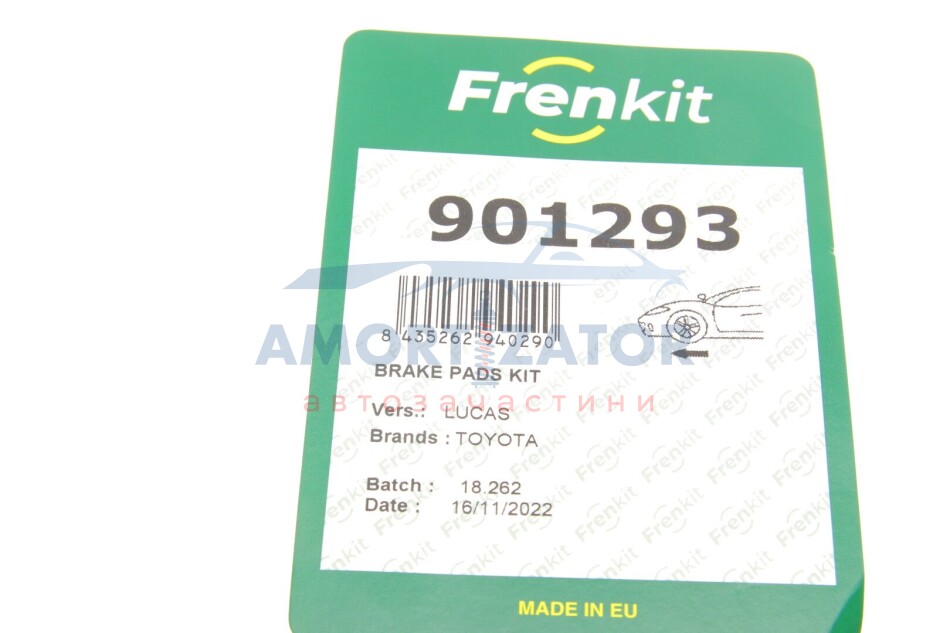 Frenkit
901293
8 435262 940290
AMORTIZATOR
BRAKE PADS KIT
автозапчастини
Vers.: LUCAS
Brands : TOYOTA
Batch : 18.262
Date : 16/11/2022
MADE IN EU